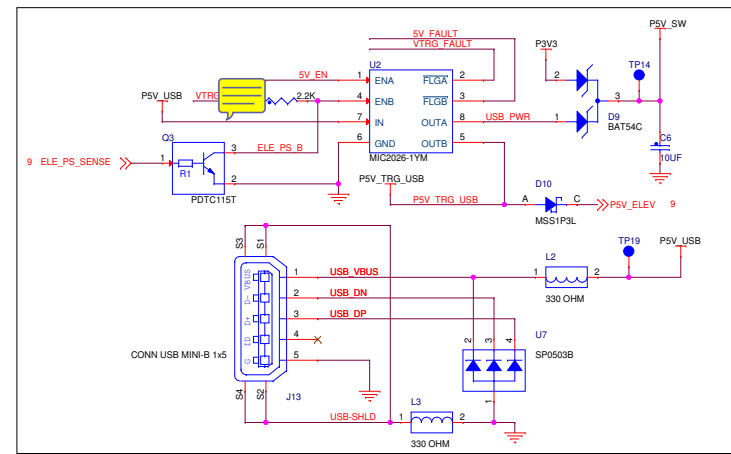 P5V_SW
5V_FAULT
VTRG_FAULT
P3V3
TP14
U2
5V_EN
1
ENA
FLGA
2
2
P5V_USB
VTRG
2.2K
4
ENB
FLGB
3
3
7
IN
OUTA
8
USB_PWR
1
D9
BAT54C
Q3
6
GND
OUTB
5
C6
3
ELE_PS_B
MIC2026-1YM
10UF
9
ELE_PS_SENSE
1
R1
2
P5V_TRG_USB
D10
PDTC115T
P5V_TRG_USB
A
C
P5V_ELEV
9
MSS1P3L
S3
S1
TP19
P5V_USB
L2
VBUS
1
USB_VBUS
1
2
D-
2
USB_DN
330 OHM
D+
3
USB_DP
2
3
4
U7
ID
4
SP0503B
CONN USB MINI-B 1x5
G
5
S4
S2
J13
L3
1
USB-SHLD
1
2
330 OHM